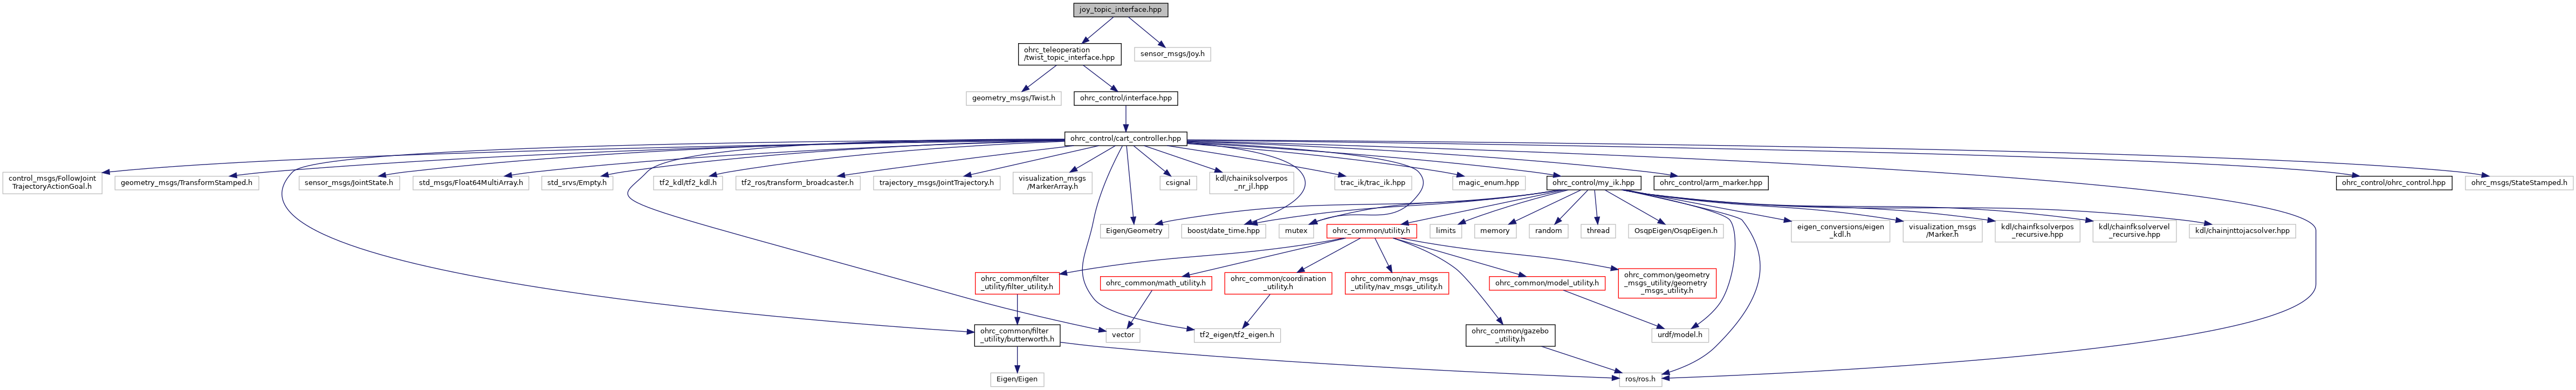 joy_topic_interface.hpp
ohrc_teleoperation
/twist_topic_interface.hpp
sensor_msgs/Joy.h
geometry_msgs/Twist.h
ohrc_control/interface.hpp
ohrc_control/cart_controller.hpp
control_msgs/FollowJoint
TrajectoryActionGoal.h
geometry_msgs/TransformStamped.h
sensor_msgs/JointState.h
std_msgs/Float64MultiArray.h
std_srvs/Empty.h
tf2_kdl/tf2_kdl.h
tf2_ros/transform_broadcaster.h
trajectory_msgs/JointTrajectory.h
visualization_msgs
/MarkerArray.h
csignal
kdl/chainiksolverpos
_nr_jl.hpp
trac_ik/trac_ik.hpp
magic_enum.hpp
ohrc_control/my_ik.hpp
ohrc_control/arm_marker.hpp
ohrc_control/ohrc_control.hpp
ohrc_msgs/StateStamped.h
Eigen/Geometry
boost/date_time.hpp
mutex
ohrc_common/utility.h
limits
memory
random
thread
OsqpEigen/OsqpEigen.h
eigen_conversions/eigen
_kdl.h
visualization_msgs
/Marker.h
kdl/chainfksolverpos
_recursive.hpp
kdl/chainfksolvervel
_recursive.hpp
kdl/chainjnttojacsolver.hpp
ohrc_common/filter
_utility/filter_utility.h
ohrc_common/math_utility.h
ohrc_common/coordination
_utility.h
ohrc_common/nav_msgs
_utility/nav_msgs_utility.h
ohrc_common/model_utility.h
ohrc_common/geometry
_msgs_utility/geometry
_msgs_utility.h
ohrc_common/filter
_utility/butterworth.h
vector
tf2_eigen/tf2_eigen.h
ohrc_common/gazebo
_utility.h
urdf/model.h
Eigen/Eigen
ros/ros.h